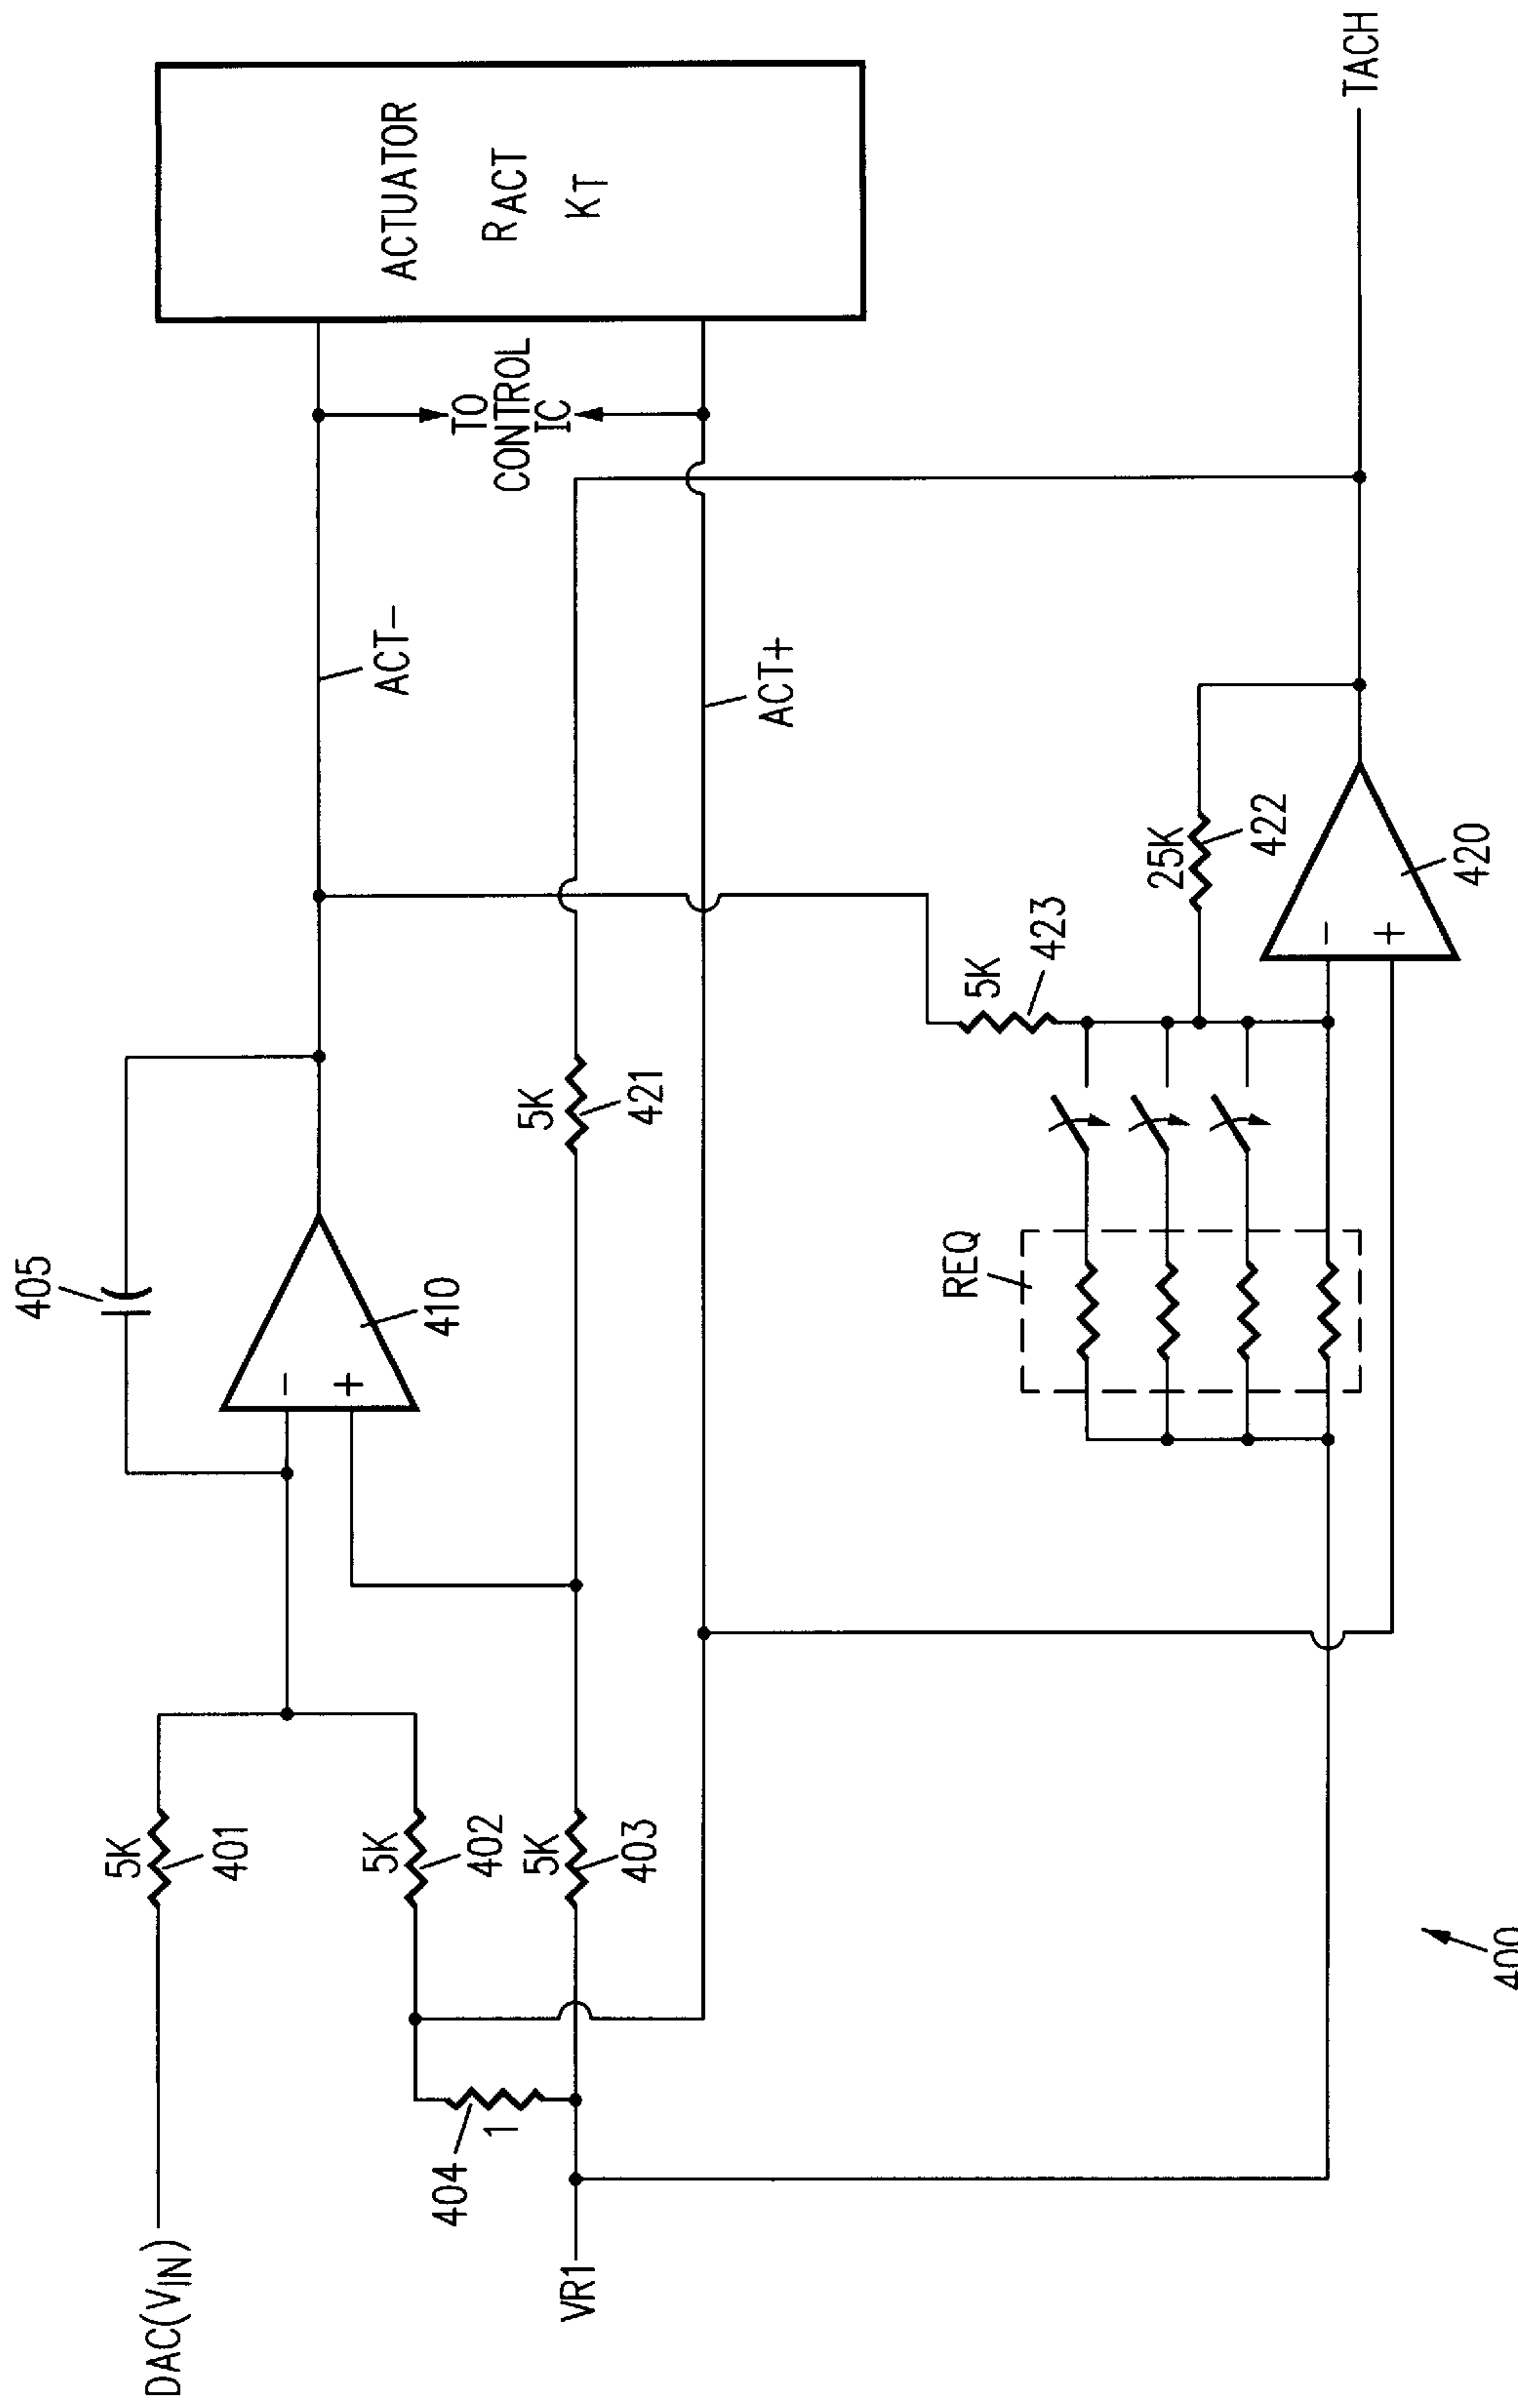 DAC(VIN)
VR1
5K
401
5K
402
5K
403
404
1
405
-
+
410
5K
421
ACT-
ACT+
TO
CONTROL
IC
ACTUATOR
RACT
KT
REQ
5K
423
25K
422
-
+
420
TACH
400